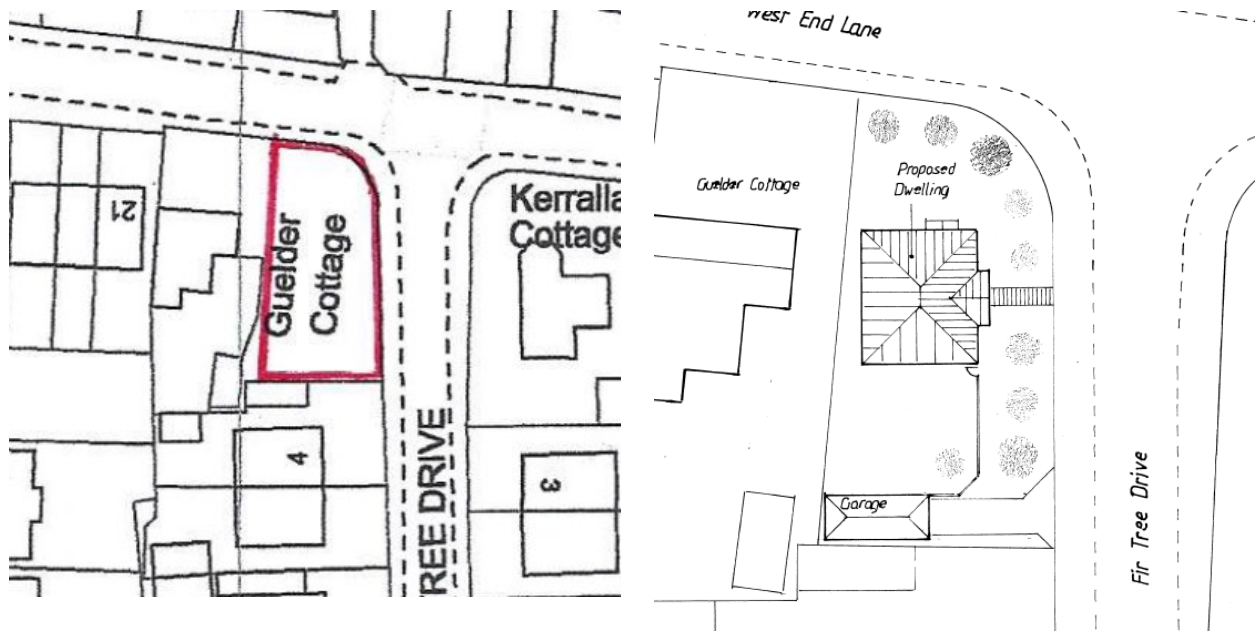 21
Guelder
Cottage
Kerralla
Cottage
4
3
REE DRIVE
West End Lane
Guelder Cottage
Proposed
Dwelling
Garage
Fir Tree Drive